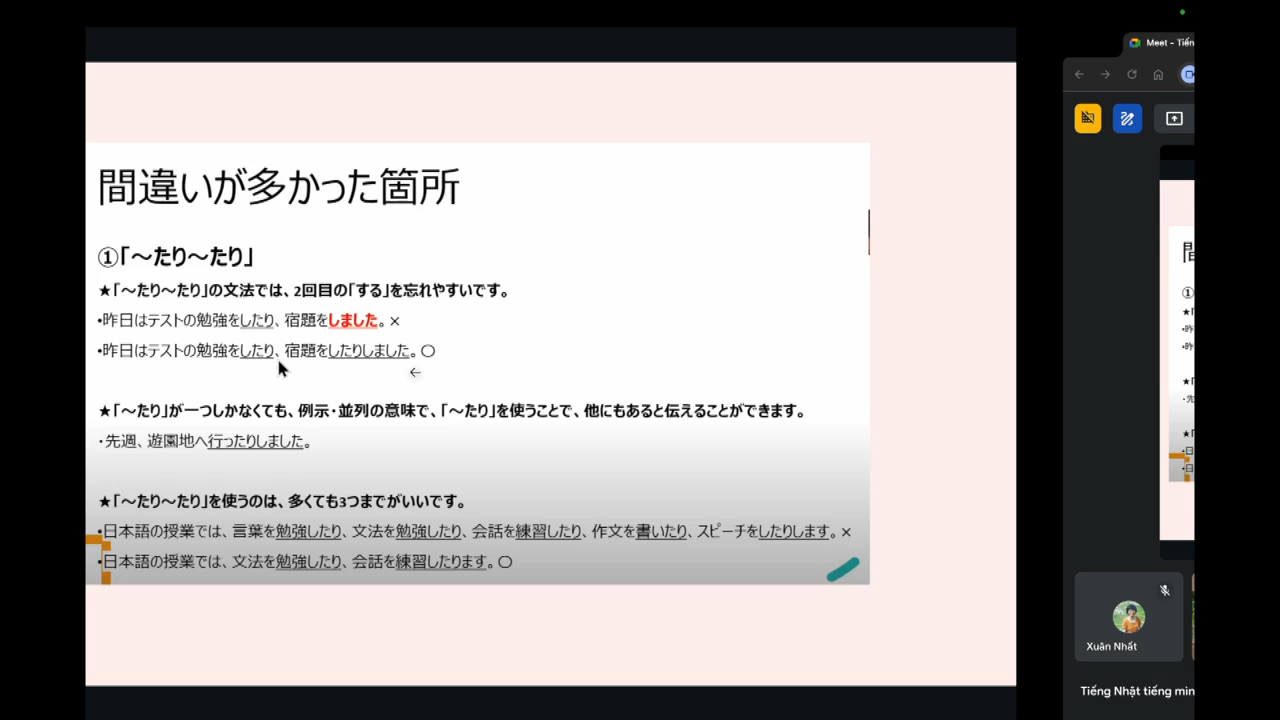 間違いが多かった箇所
①「～たり～たり」
★「～たり～たり」の文法では、2回目の「する」を忘れやすいです。
•昨日はテストの勉強をしたり、宿題をしました。×
•昨日はテストの勉強をしたり、宿題をしたりしました。〇
←
★「～たり」が一つしかなくても、例示・並列の意味で、「～たり」を使うことで、他にもあると伝えることができます。
・先週、遊園地へ行ったりしました。
★「～たり～たり」を使うのは、多くても3つまでがいいです。
•日本語の授業では、言葉を勉強したり、文法を勉強したり、会話を練習したり、作文を書いたり、スピーチをしたりします。×
•日本語の授業では、文法を勉強したり、会話を練習したります。〇
Meet - Tiến
Xuân Nhất
Tiếng Nhật tiếng min